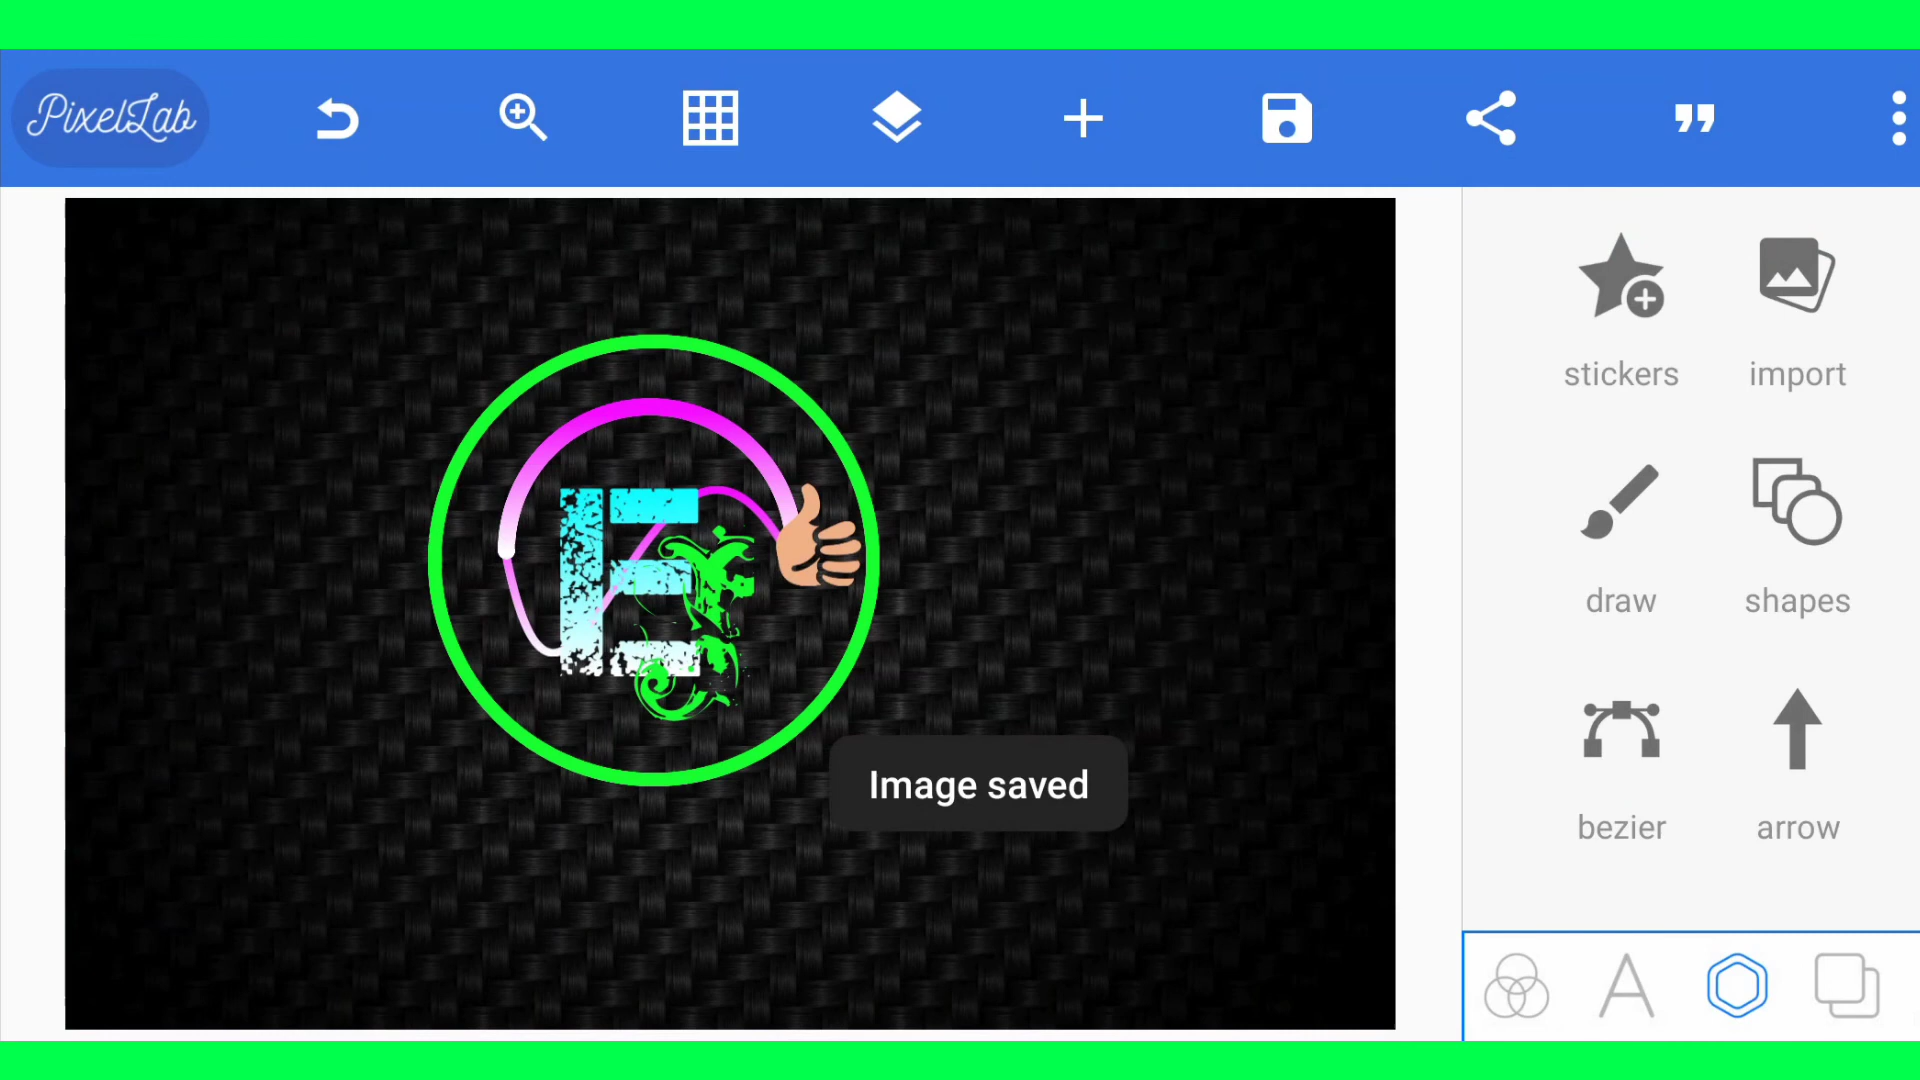 PixelLab
stickers
import
draw
shapes
E
Image saved
bezier
arrow
A